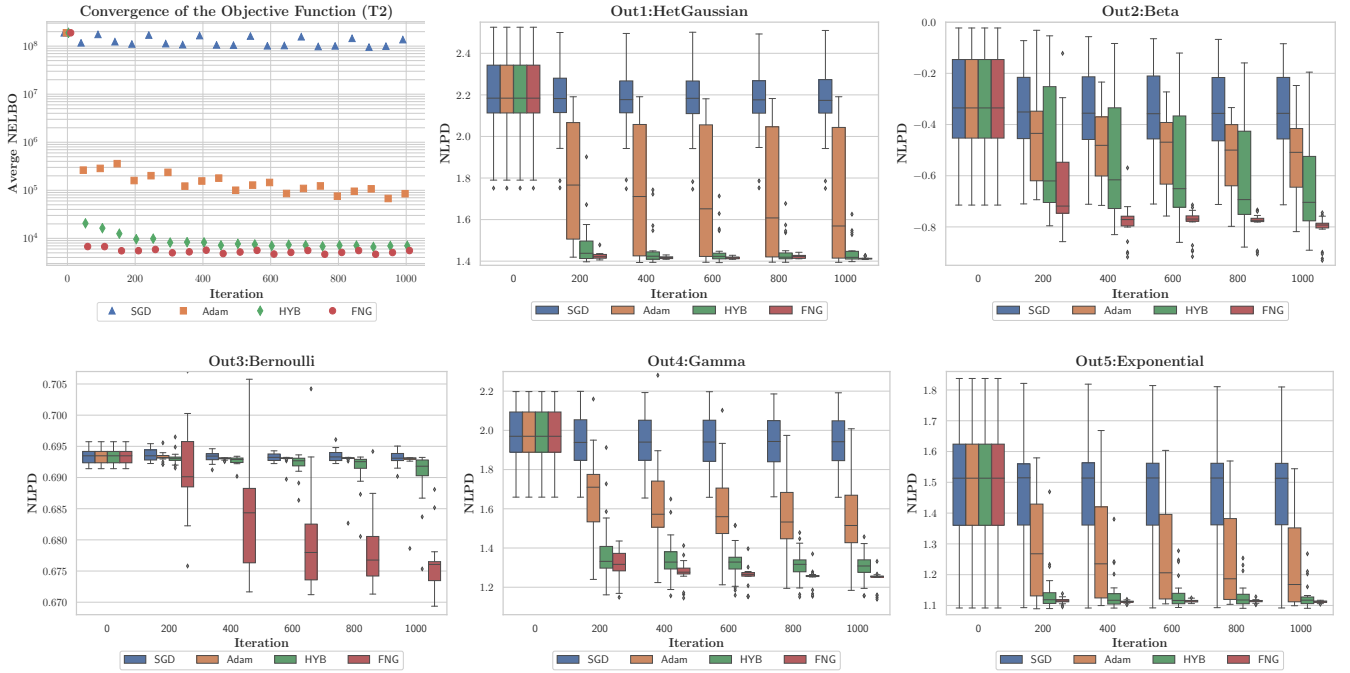 Convergence of the Objective Function (T2)
Averge NELBO
10^8
10^7
10^6
10^5
10^4
0 200 400 600 800 1000
Iteration
SGD Adam HYB FNG
Out1:HetGaussian
NLPD
2.4
2.2
2.0
1.8
1.6
1.4
0 200 400 600 800 1000
Iteration
SGD Adam HYB FNG
Out2:Beta
NLPD
0.0
−0.2
−0.4
−0.6
−0.8
0 200 400 600 800 1000
Iteration
SGD Adam HYB FNG
Out3:Bernoulli
NLPD
0.705
0.700
0.695
0.690
0.685
0.680
0.675
0.670
0 200 400 600 800 1000
Iteration
SGD Adam HYB FNG
Out4:Gamma
NLPD
2.2
2.0
1.8
1.6
1.4
1.2
0 200 400 600 800 1000
Iteration
SGD Adam HYB FNG
Out5:Exponential
NLPD
1.8
1.7
1.6
1.5
1.4
1.3
1.2
1.1
0 200 400 600 800 1000
Iteration
SGD Adam HYB FNG